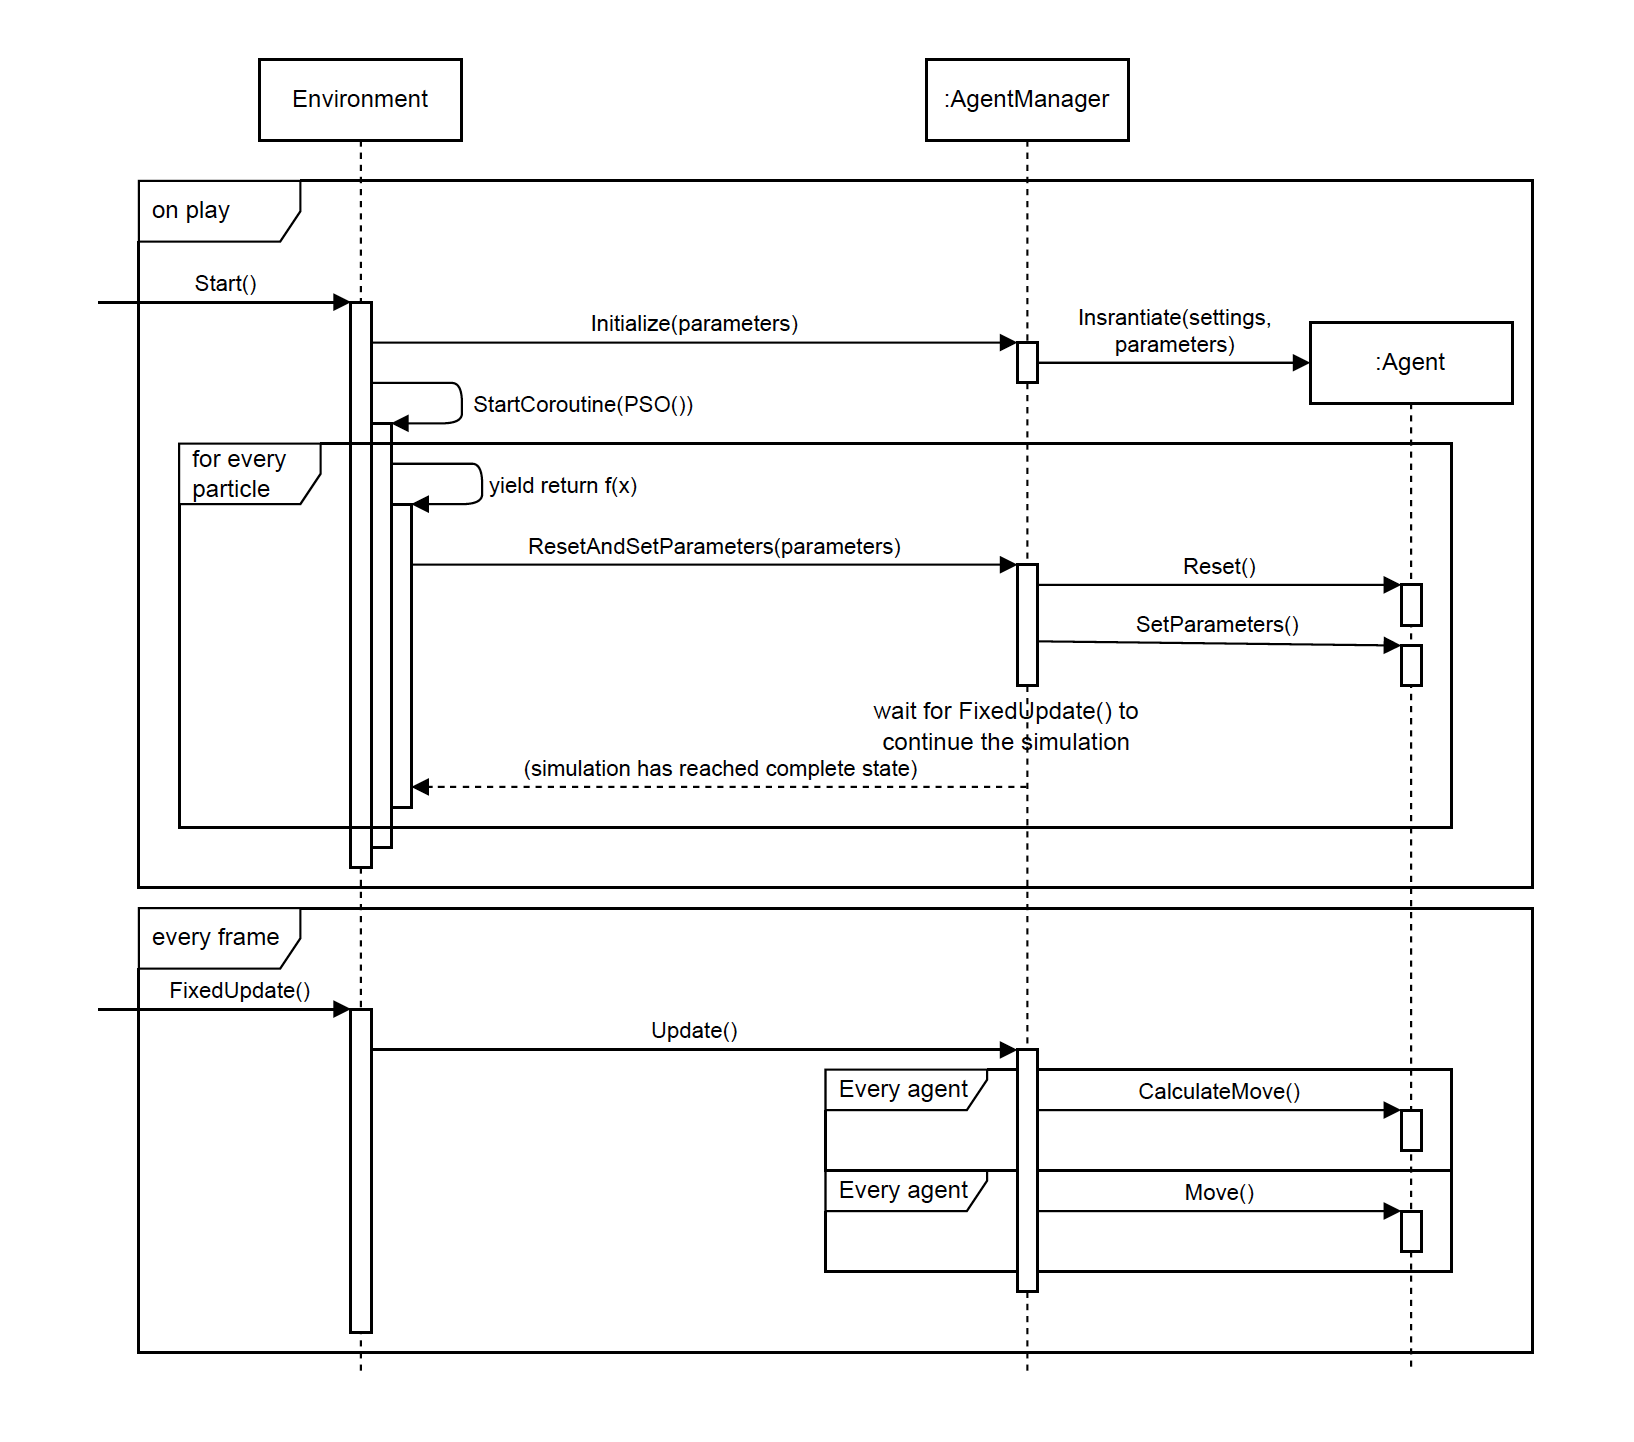 Environment
:AgentManager
on play
Start()
Initialize(parameters)
Insrantiate(settings,
parameters)
:Agent
StartCoroutine(PSO())
for every
particle
yield return f(x)
ResetAndSetParameters(parameters)
Reset()
SetParameters()
wait for FixedUpdate() to
continue the simulation
(simulation has reached complete state)
every frame
FixedUpdate()
Update()
Every agent
CalculateMove()
Every agent
Move()